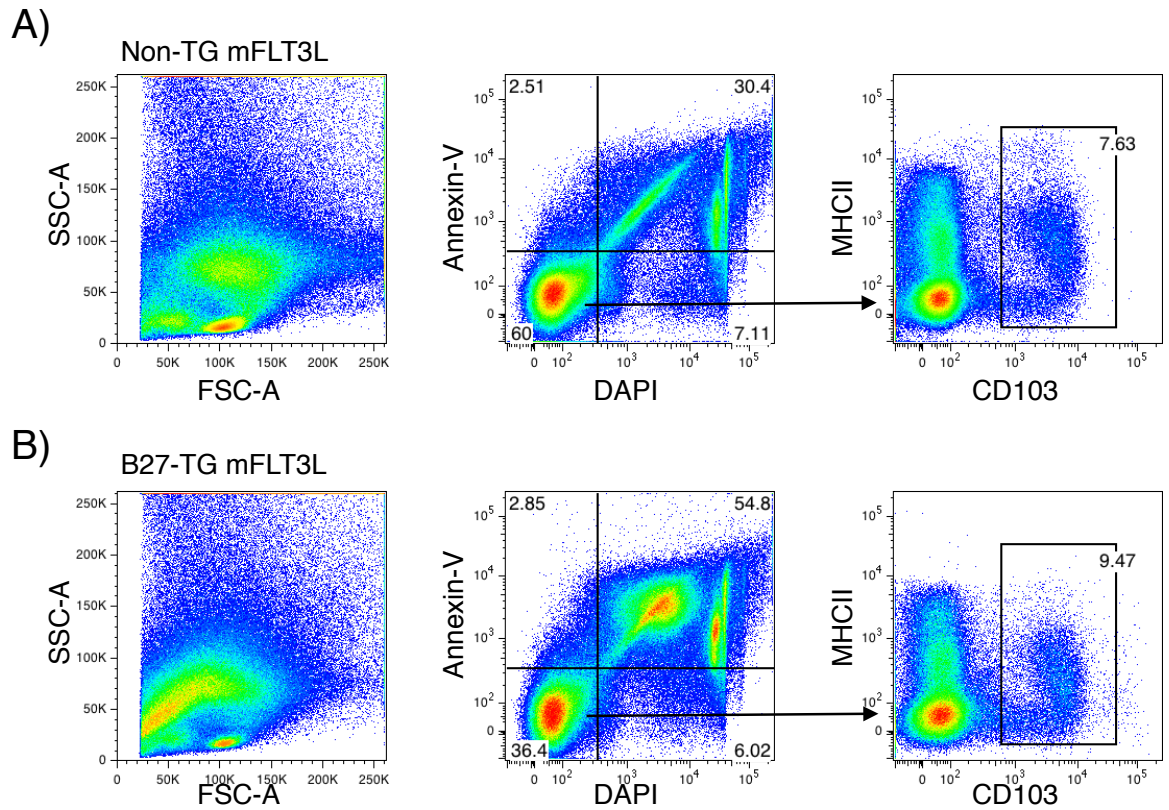 A)
Non-TG mFLT3L
250K
200K
150K
100K
50K
0
SSC-A
0 50K 100K 150K 200K 250K
FSC-A
2.51 30.4
10^5
10^4
10^3
10^2
0
Annexin-V
60 7.11
0 10^2 10^3 10^4 10^5
DAPI
7.63
10^5
10^4
10^3
10^2
0
MHCII
0 10^2 10^3 10^4 10^5
CD103
B)
B27-TG mFLT3L
250K
200K
150K
100K
50K
0
SSC-A
0 50K 100K 150K 200K 250K
FSC-A
2.85 54.8
10^5
10^4
10^3
10^2
0
Annexin-V
36.4 6.02
0 10^2 10^3 10^4 10^5
DAPI
9.47
10^5
10^4
10^3
10^2
0
MHCII
0 10^2 10^3 10^4 10^5
CD103